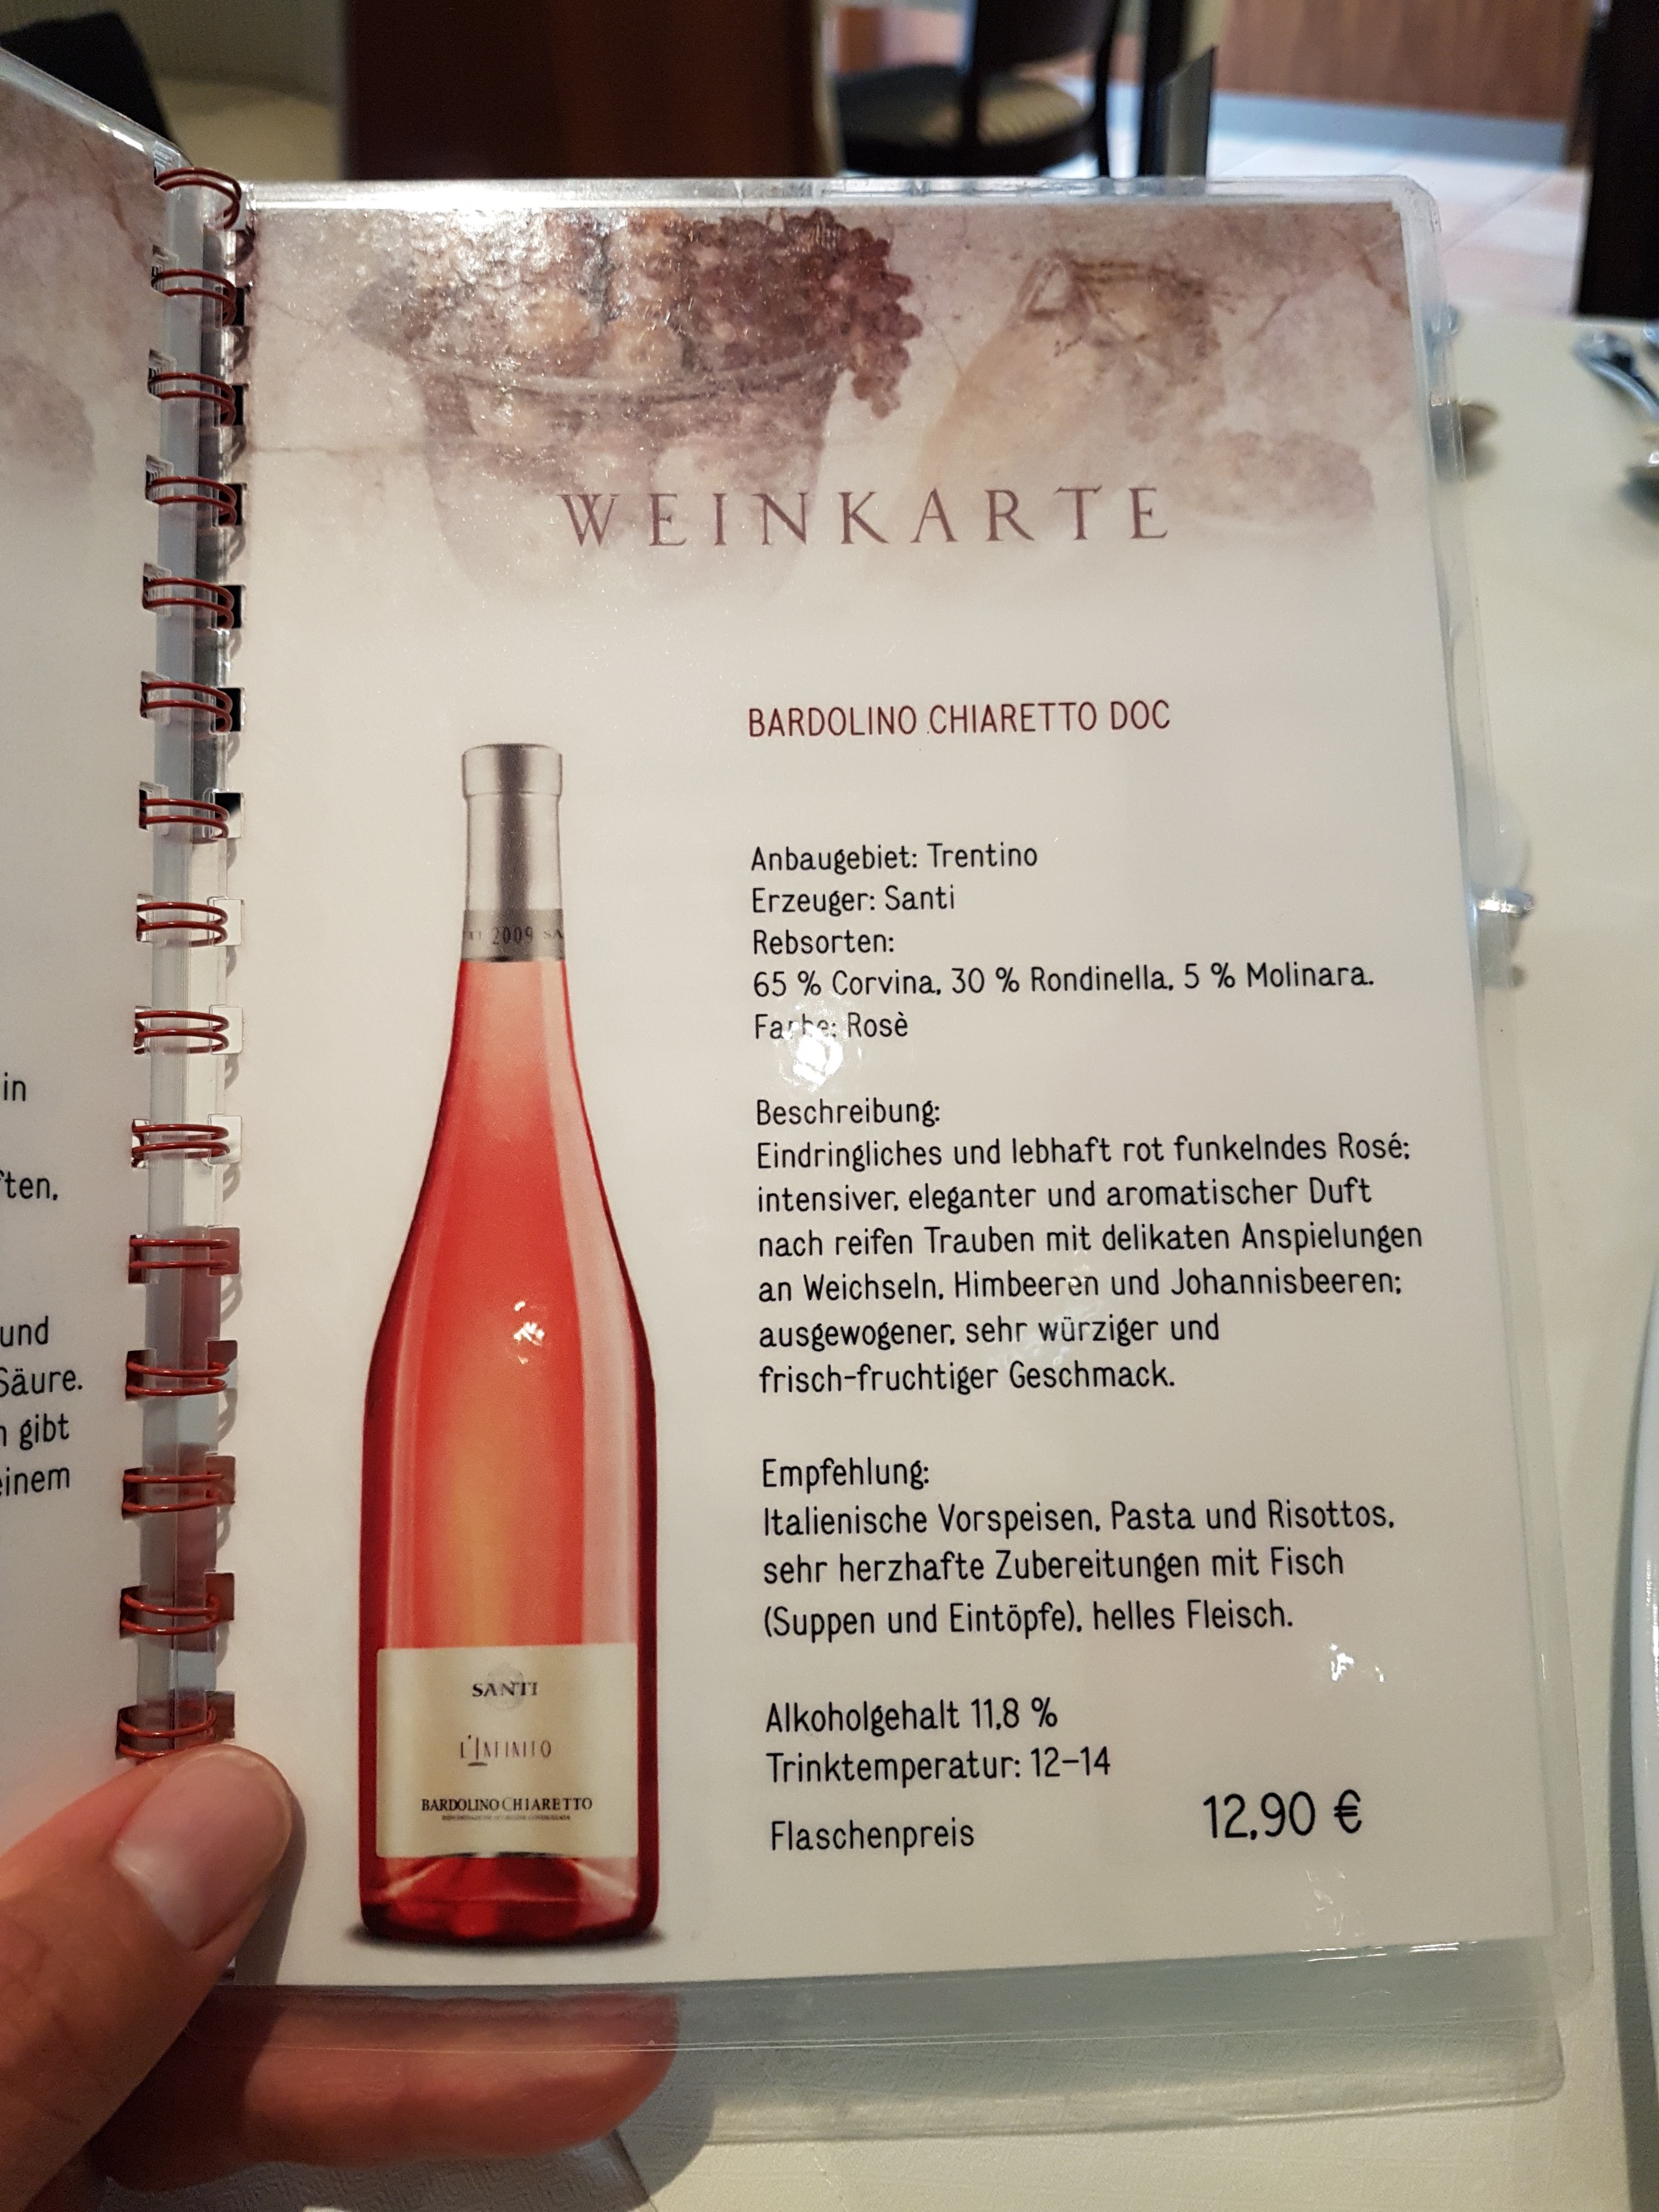 in
ften,
und
Säure.
gibt
einem
WEINKARTE
BARDOLINO CHIARETTO DOC
Anbaugebiet: Trentino
Erzeuger: Santi
Rebsorten:
65 % Corvina, 30 % Rondinella, 5 % Molinara.
Farbe: Rosè
Beschreibung:
Eindringliches und lebhaft rot funkelndes Rosé;
intensiver, eleganter und aromatischer Duft
nach reifen Trauben mit delikaten Anspielungen
an Weichseln, Himbeeren und Johannisbeeren;
ausgewogener, sehr würziger und
frisch-fruchtiger Geschmack.
Empfehlung:
Italienische Vorspeisen, Pasta und Risottos,
sehr herzhafte Zubereitungen mit Fisch
(Suppen und Eintöpfe), helles Fleisch.
Alkoholgehalt 11,8 %
Trinktemperatur: 12–14
Flaschenpreis 12,90 €
2009 SA
SANTI
L'INFINITO
BARDOLINO CHIARETTO